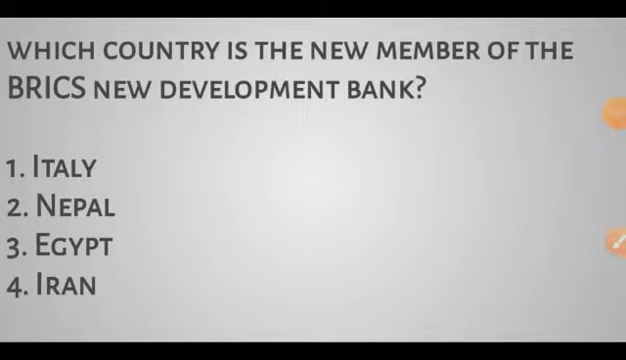 WHICH COUNTRY IS THE NEW MEMBER OF THE
BRICS NEW DEVELOPMENT BANK?
1. ITALY
2. NEPAL
3. EGYPT
4. IRAN